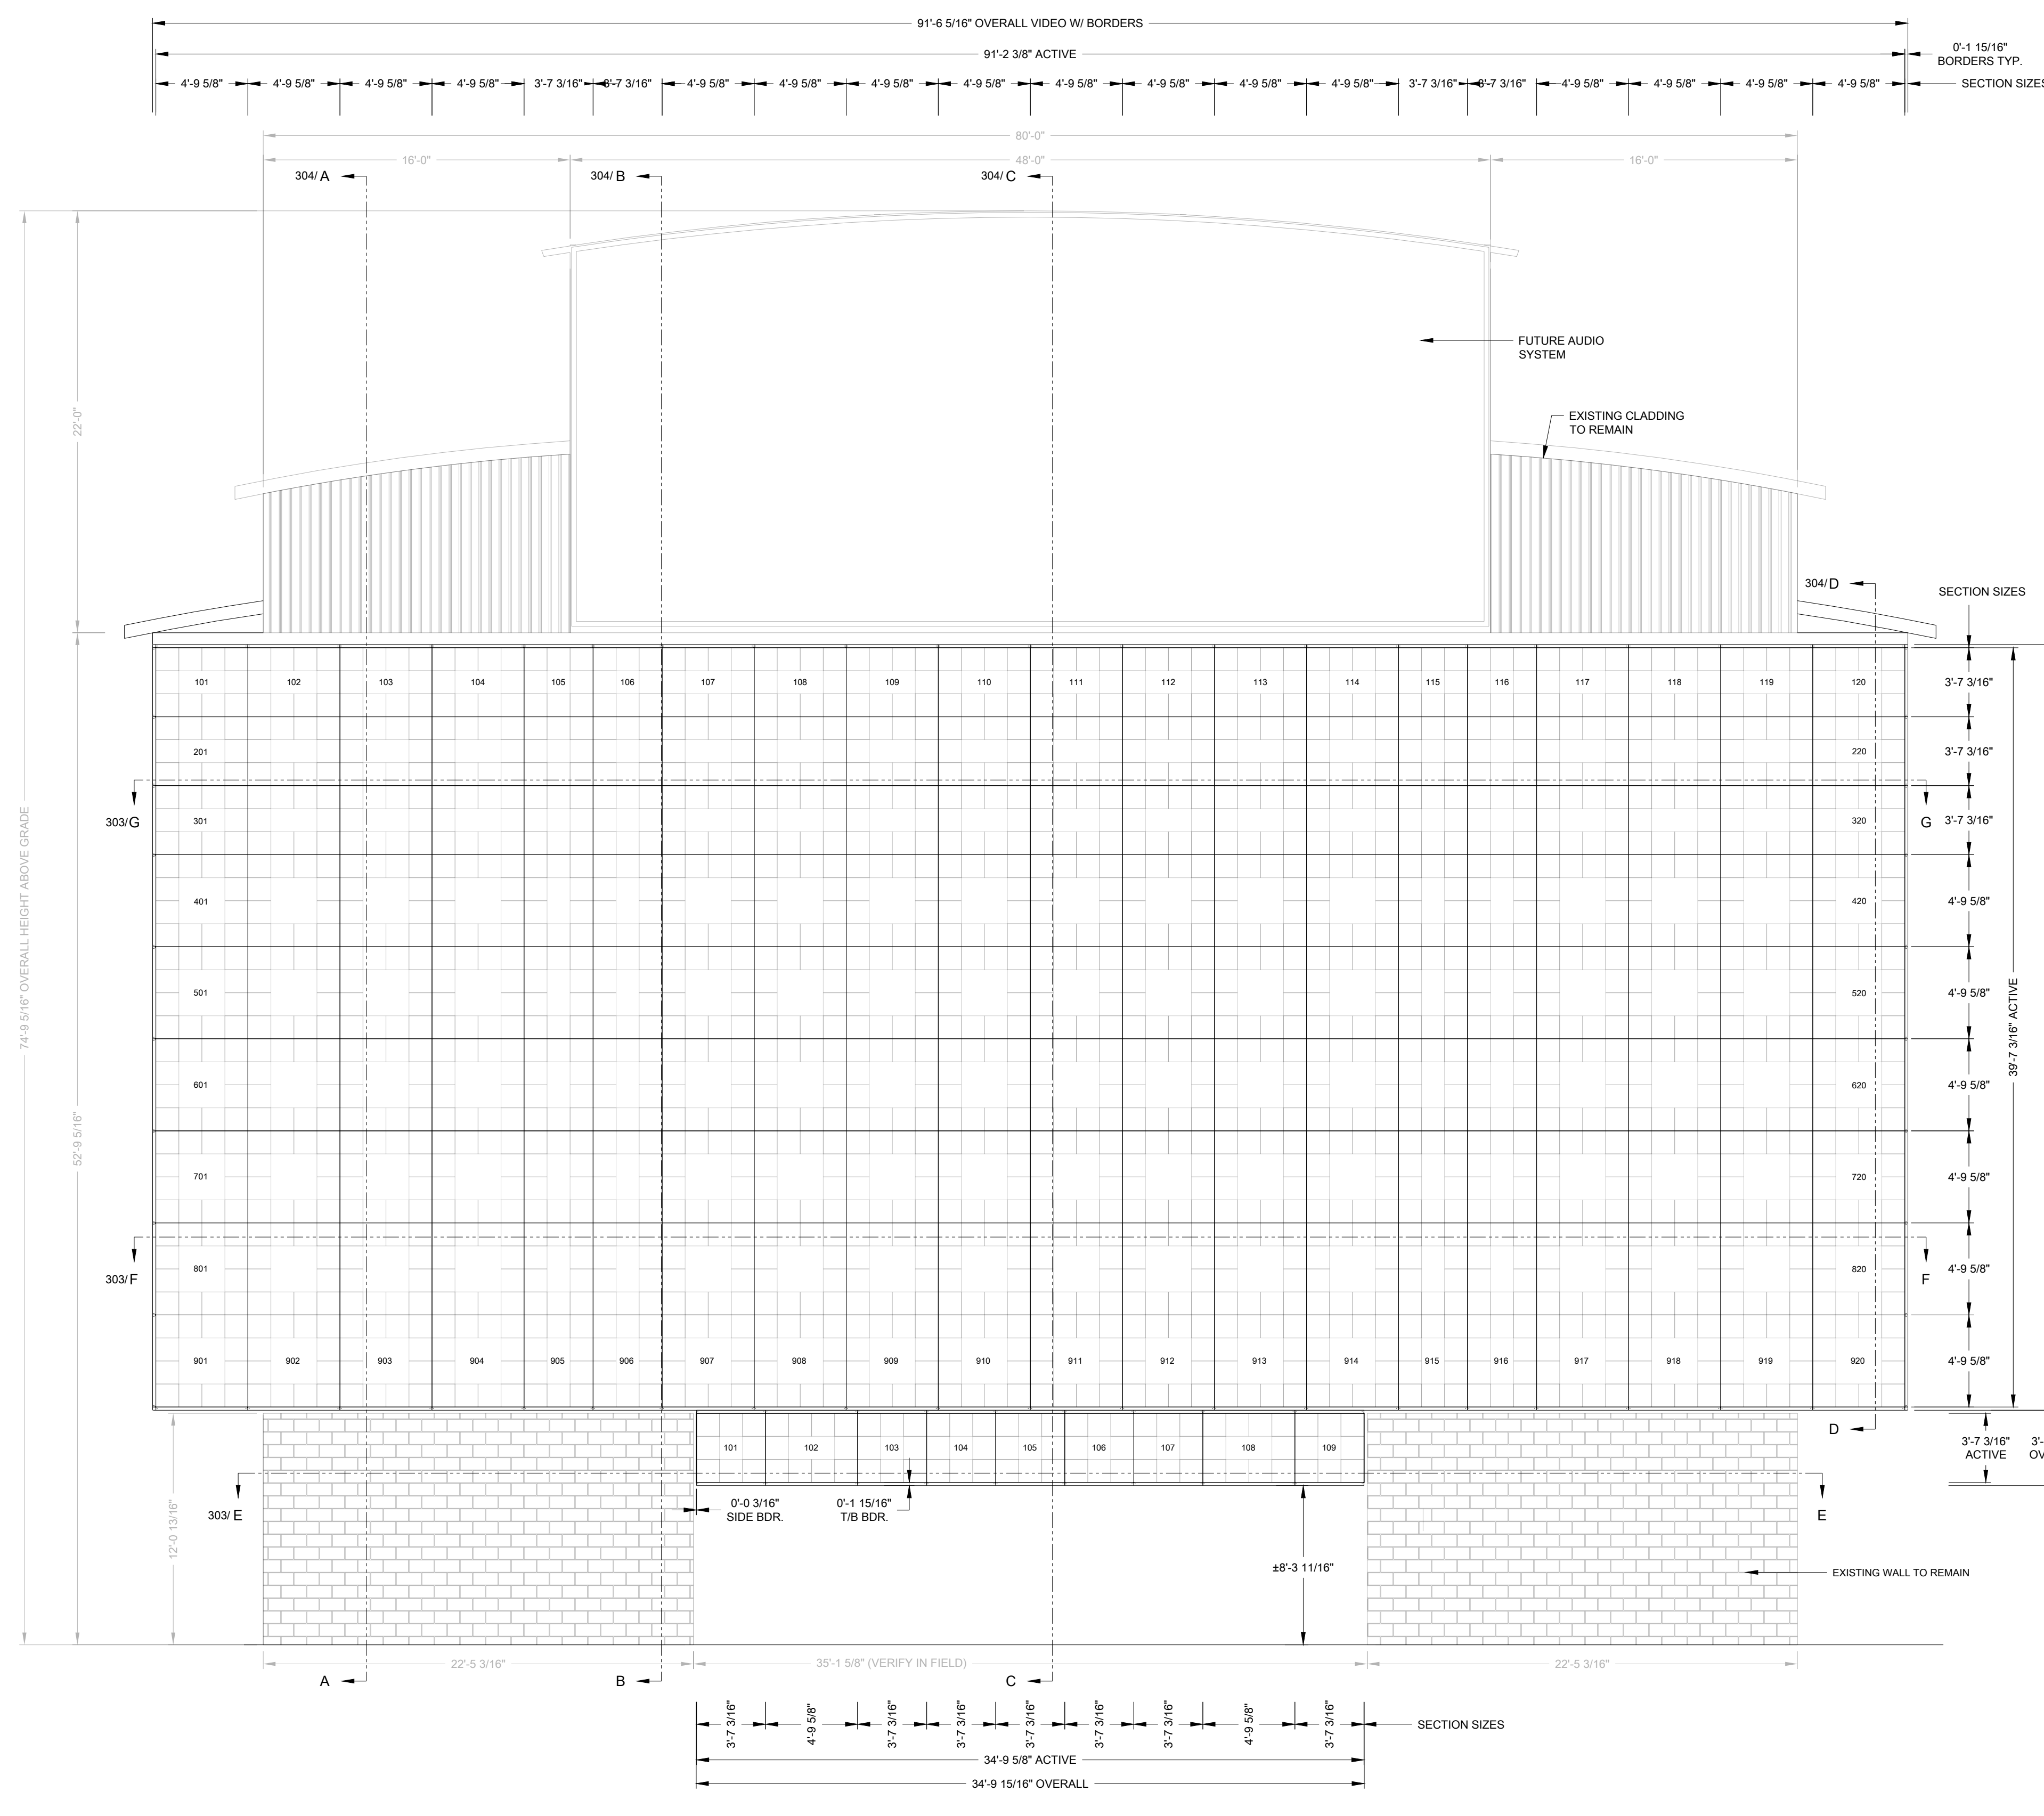 91'-6 5/16" OVERALL VIDEO W/ BORDERS
91'-2 3/8" ACTIVE
0'-1 15/16"
BORDERS TYP.
4'-9 5/8" 4'-9 5/8" 4'-9 5/8" 4'-9 5/8" 3'-7 3/16" 3'-7 3/16" 4'-9 5/8" 4'-9 5/8" 4'-9 5/8" 4'-9 5/8" 4'-9 5/8" 4'-9 5/8" 4'-9 5/8" 4'-9 5/8" 3'-7 3/16" 3'-7 3/16" 4'-9 5/8" 4'-9 5/8" 4'-9 5/8" 4'-9 5/8" SECTION SIZES
80'-0"
16'-0" 48'-0" 16'-0"
304/ A 304/ B 304/ C
FUTURE AUDIO
SYSTEM
EXISTING CLADDING
TO REMAIN
22'-0"
304/ D
SECTION SIZES
101 102 103 104 105 106 107 108 109 110 111 112 113 114 115 116 117 118 119 120 3'-7 3/16"
201 220 3'-7 3/16"
303/ G 301 320 G 3'-7 3/16"
401 420 4'-9 5/8"
501 520 4'-9 5/8"
74'-9 5/16" OVERALL HEIGHT ABOVE GRADE
39'-7 3/16" ACTIVE
601 620 4'-9 5/8"
52'-9 5/16"
701 720 4'-9 5/8"
303/ F 801 820 F 4'-9 5/8"
901 902 903 904 905 906 907 908 909 910 911 912 913 914 915 916 917 918 919 920 4'-9 5/8"
D
101 102 103 104 105 106 107 108 109
3'-7 3/16"
ACTIVE
3'-
OV
12'-0 13/16"
303/ E
0'-0 3/16"
SIDE BDR.
0'-1 15/16"
T/B BDR.
E
±8'-3 11/16"
EXISTING WALL TO REMAIN
22'-5 3/16" 35'-1 5/8" (VERIFY IN FIELD) 22'-5 3/16"
A B C
3'-7 3/16" 4'-9 5/8" 3'-7 3/16" 3'-7 3/16" 3'-7 3/16" 3'-7 3/16" 3'-7 3/16" 4'-9 5/8" 3'-7 3/16" SECTION SIZES
34'-9 5/8" ACTIVE
34'-9 15/16" OVERALL